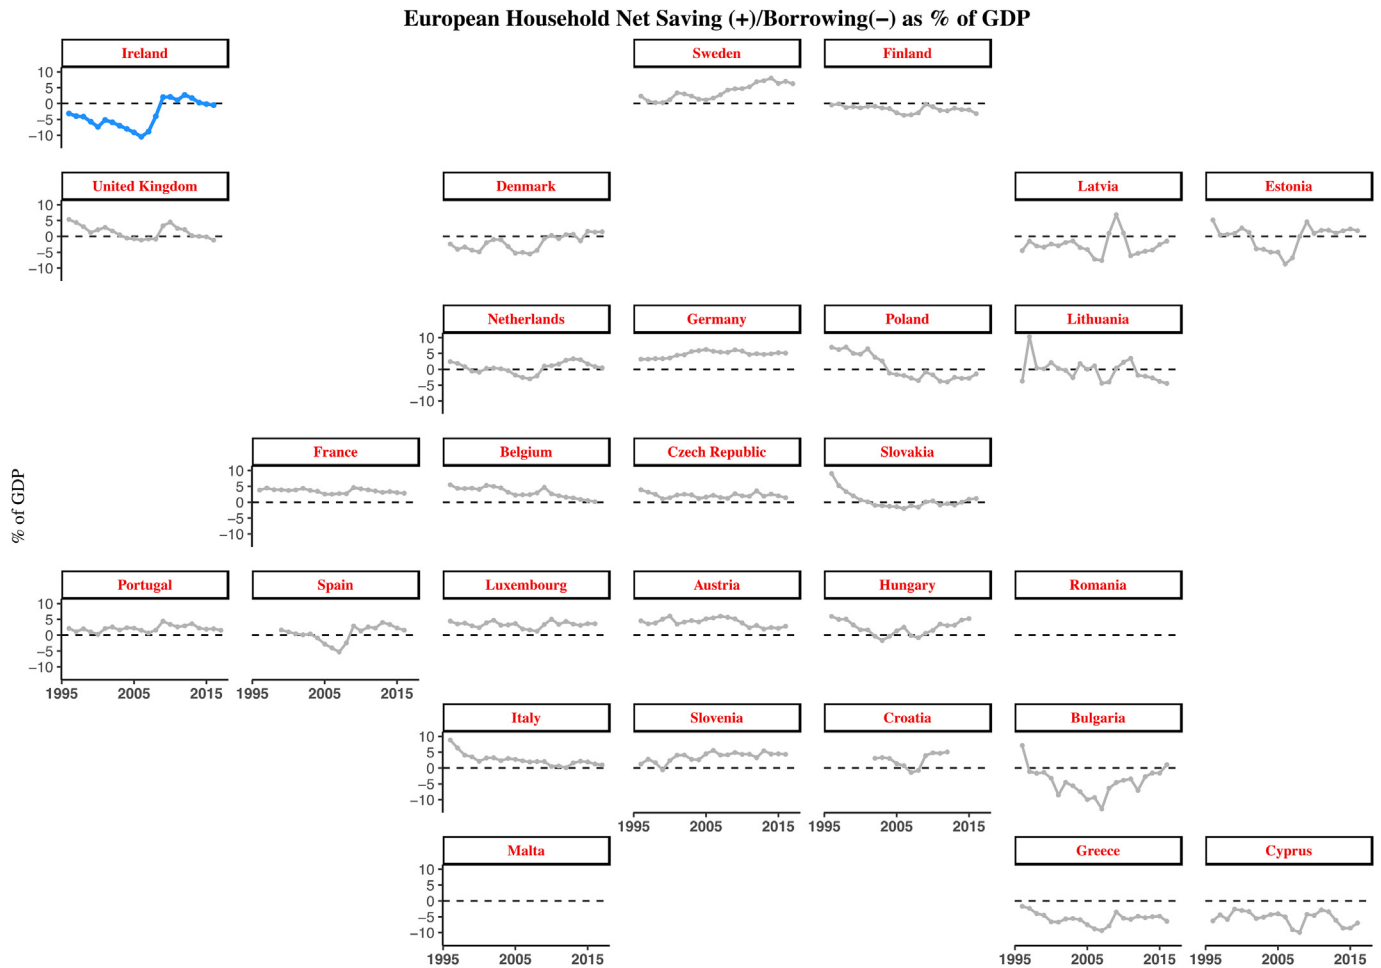 European Household Net Saving (+)/Borrowing(−) as % of GDP
Ireland
Sweden
Finland
10
5
0
−5
−10
United Kingdom
Denmark
Latvia
Estonia
10
5
0
−5
−10
Netherlands
Germany
Poland
Lithuania
10
5
0
−5
−10
France
Belgium
Czech Republic
Slovakia
10
5
0
−5
−10
% of GDP
Portugal
Spain
Luxembourg
Austria
Hungary
Romania
10
5
0
−5
−10
1995 2005 2015
1995 2005 2015
Italy
Slovenia
Croatia
Bulgaria
10
5
0
−5
−10
1995 2005 2015
1995 2005 2015
Malta
Greece
Cyprus
10
5
0
−5
−10
1995 2005 2015
1995 2005 2015
1995 2005 2015